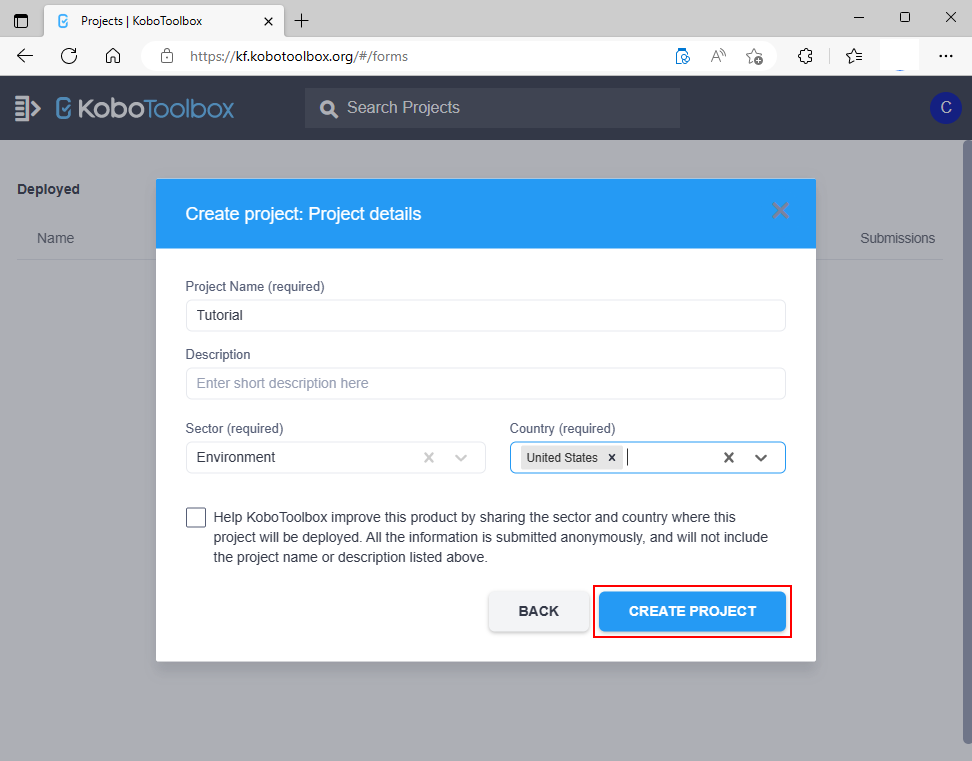 Projects | KoboToolbox
https://kf.kobotoolbox.org/#/forms
KoboToolbox
Search Projects
C
Deployed
Name
Submissions
Create project: Project details
Project Name (required)
Tutorial
Description
Enter short description here
Sector (required)
Country (required)
Environment
United States
Help KoboToolbox improve this product by sharing the sector and country where this
project will be deployed. All the information is submitted anonymously, and will not include
the project name or description listed above.
BACK
CREATE PROJECT